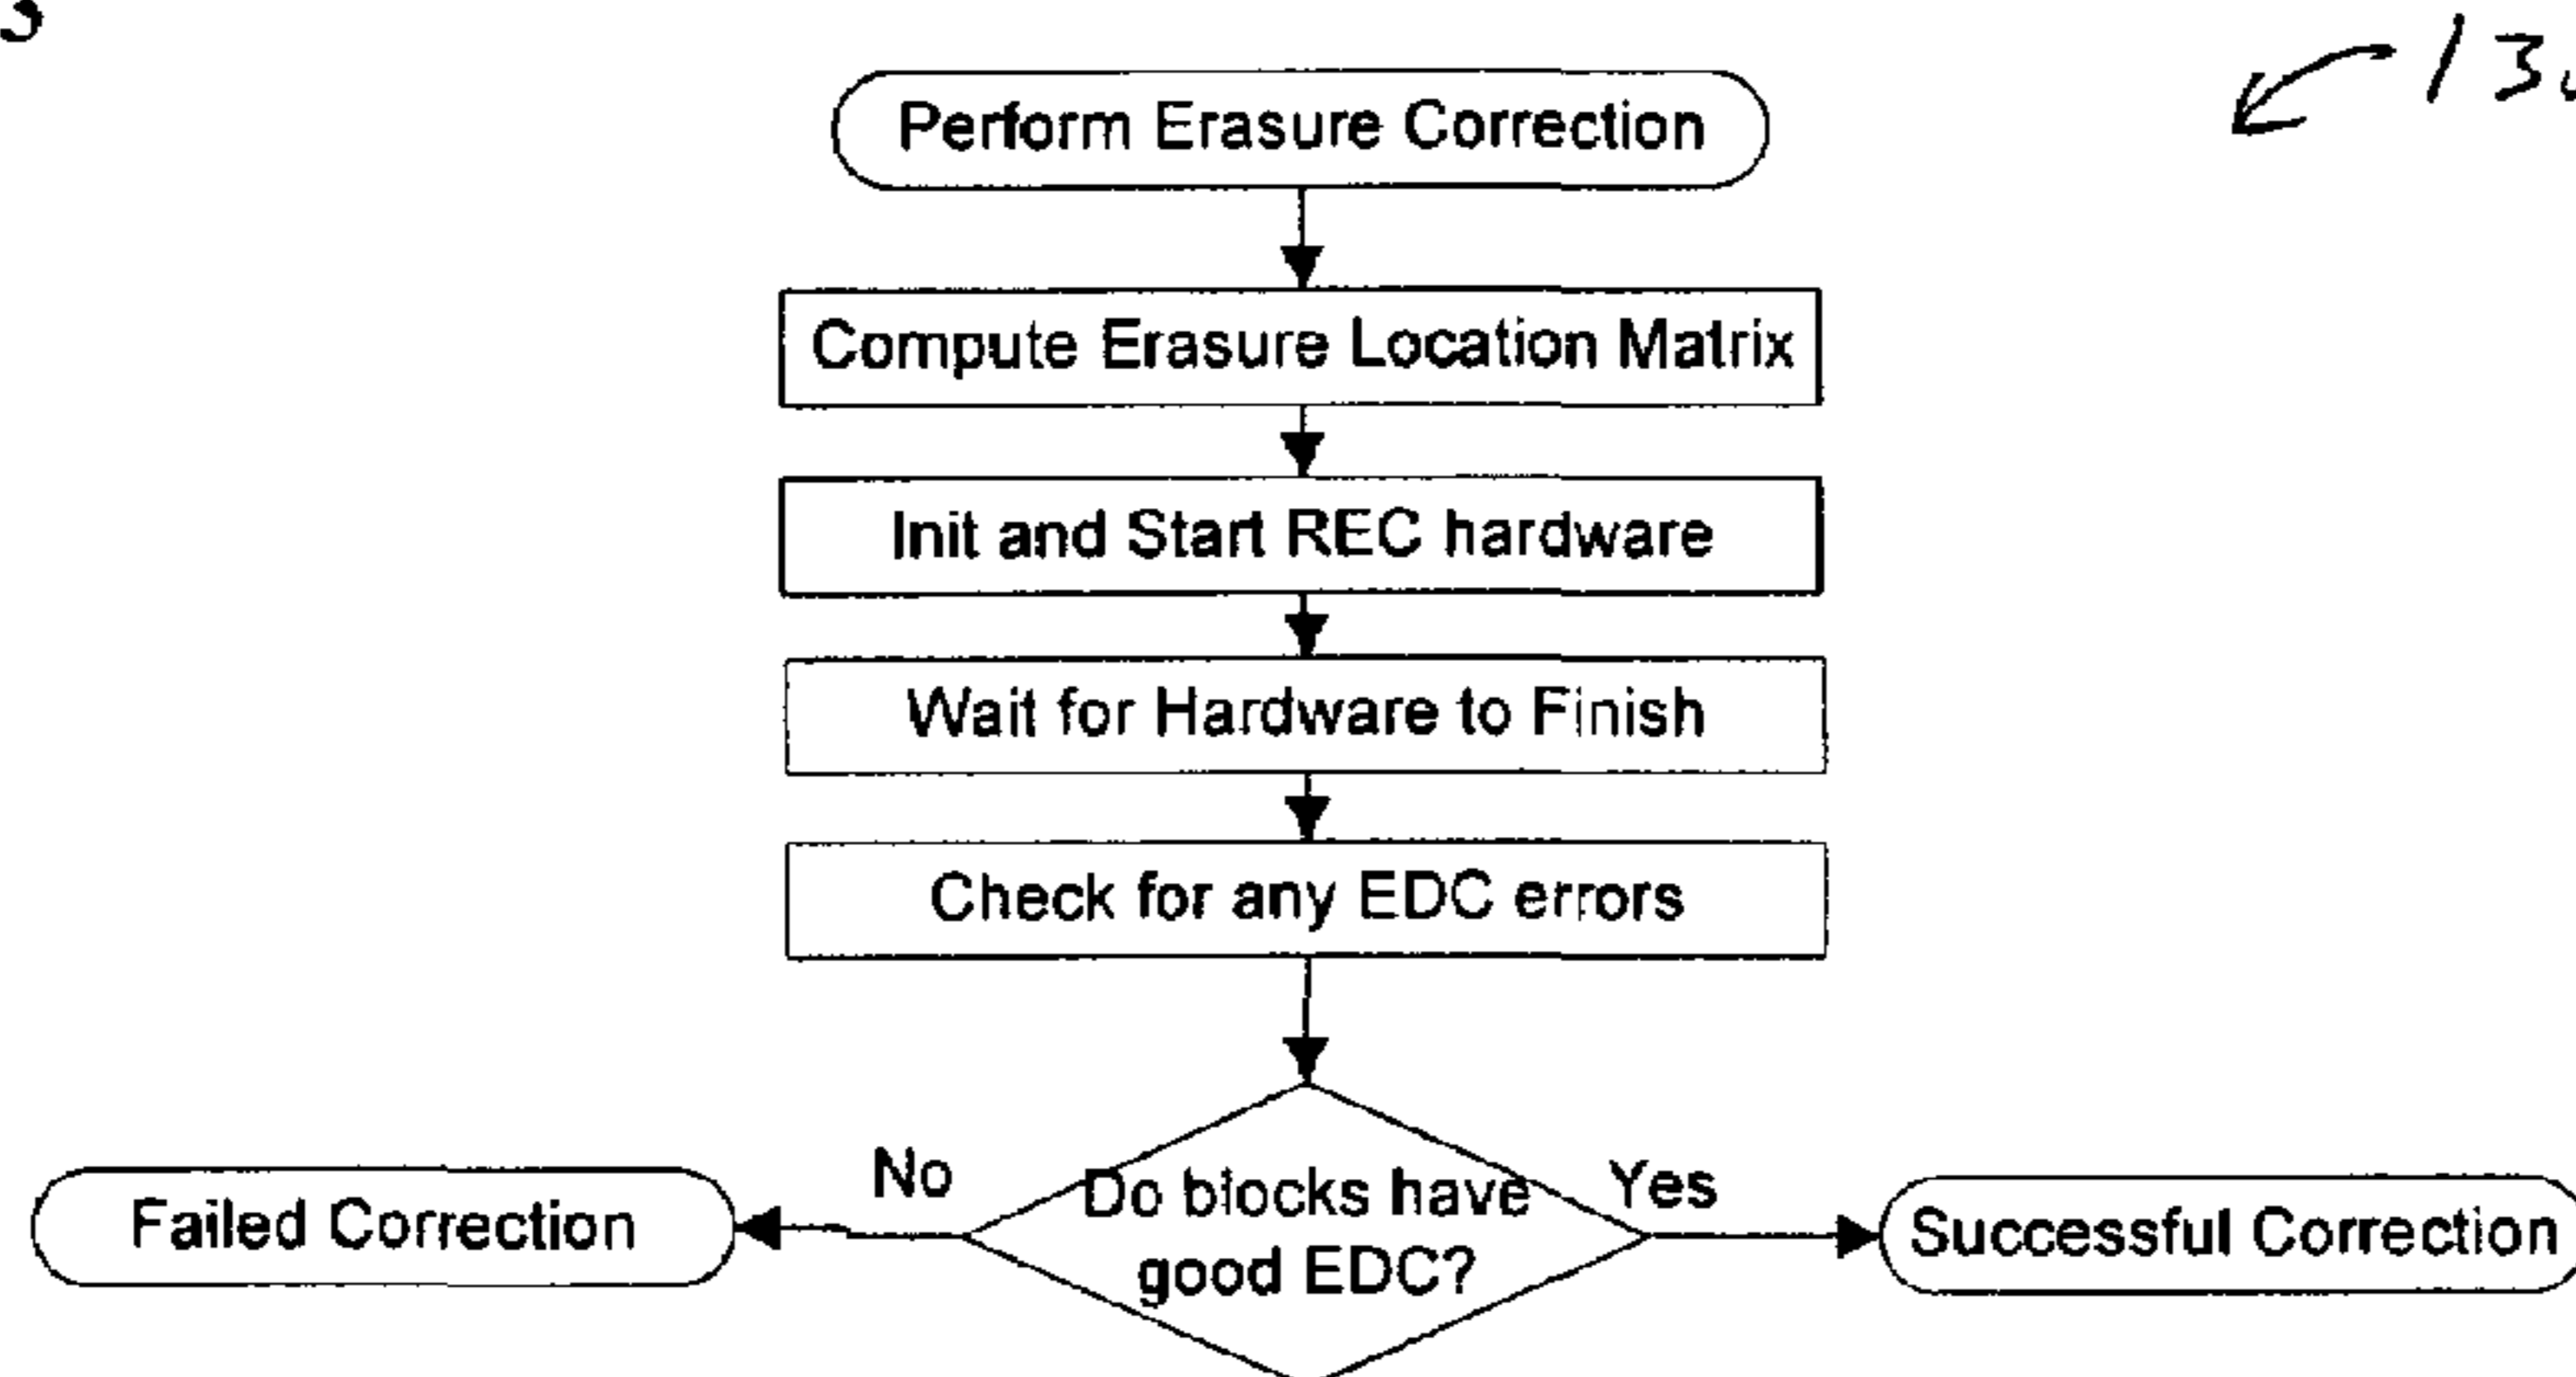 Perform Erasure Correction
Compute Erasure Location Matrix
Init and Start REC hardware
Wait for Hardware to Finish
Check for any EDC errors
No
Do blocks have
good EDC?
Yes
Failed Correction
Successful Correction